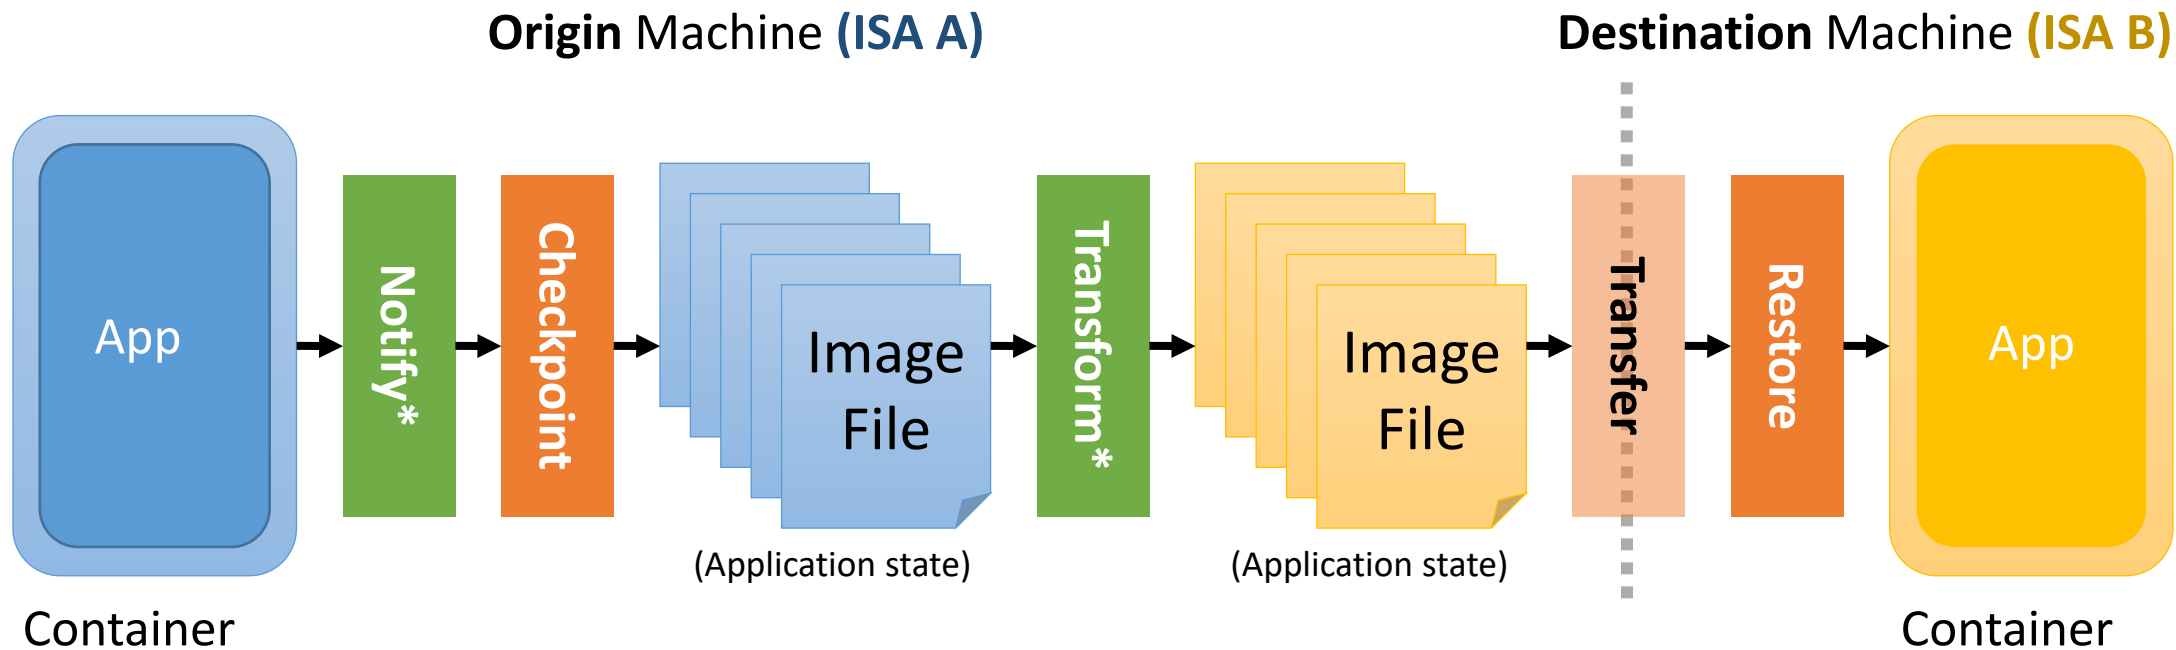 Origin Machine (ISA A)
Destination Machine (ISA B)
App
Notify*
Checkpoint
Image
File
Transform*
Image
File
Transfer
Restore
App
(Application state)
(Application state)
Container
Container